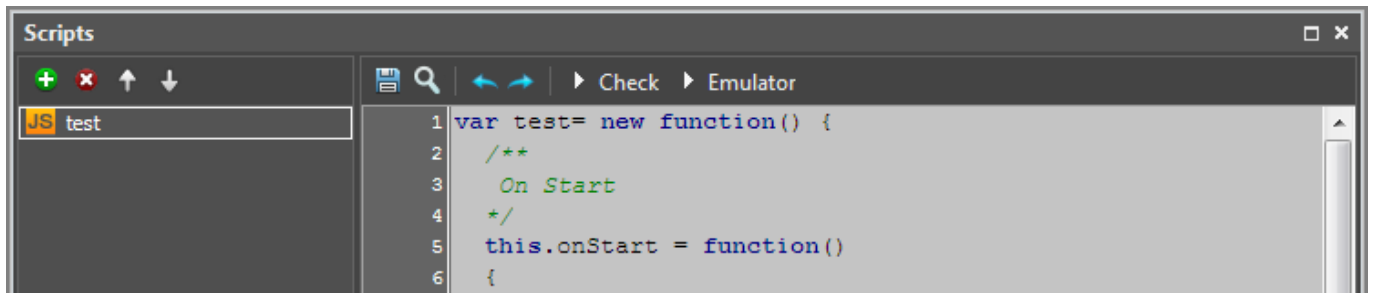 Scripts
Check Emulator
JS test
1 var test= new function() {
2 /**
3 On Start
4 */
5 this.onStart = function()
6 {